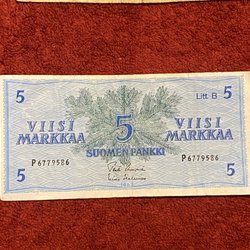 5 Litt. B 5
VIISI 5 VIISI
MARKKAA MARKKAA
SUOMEN PANKKI
P6779586 P6779586
5 5